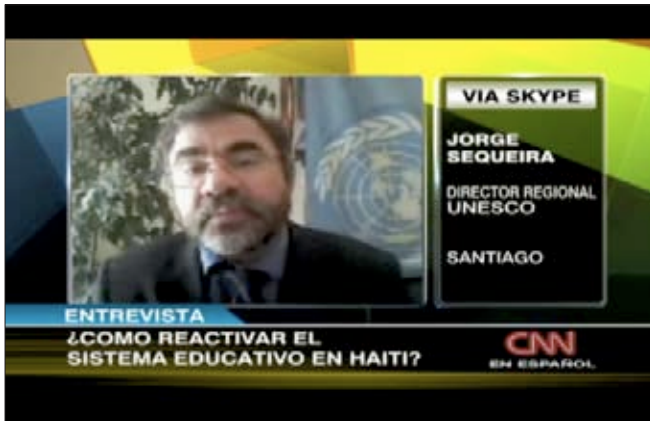 VIA SKYPE
JORGE
SEQUEIRA
DIRECTOR REGIONAL
UNESCO
SANTIAGO
ENTREVISTA
¿COMO REACTIVAR EL
SISTEMA EDUCATIVO EN HAITI?
CNN
EN ESPAÑOL